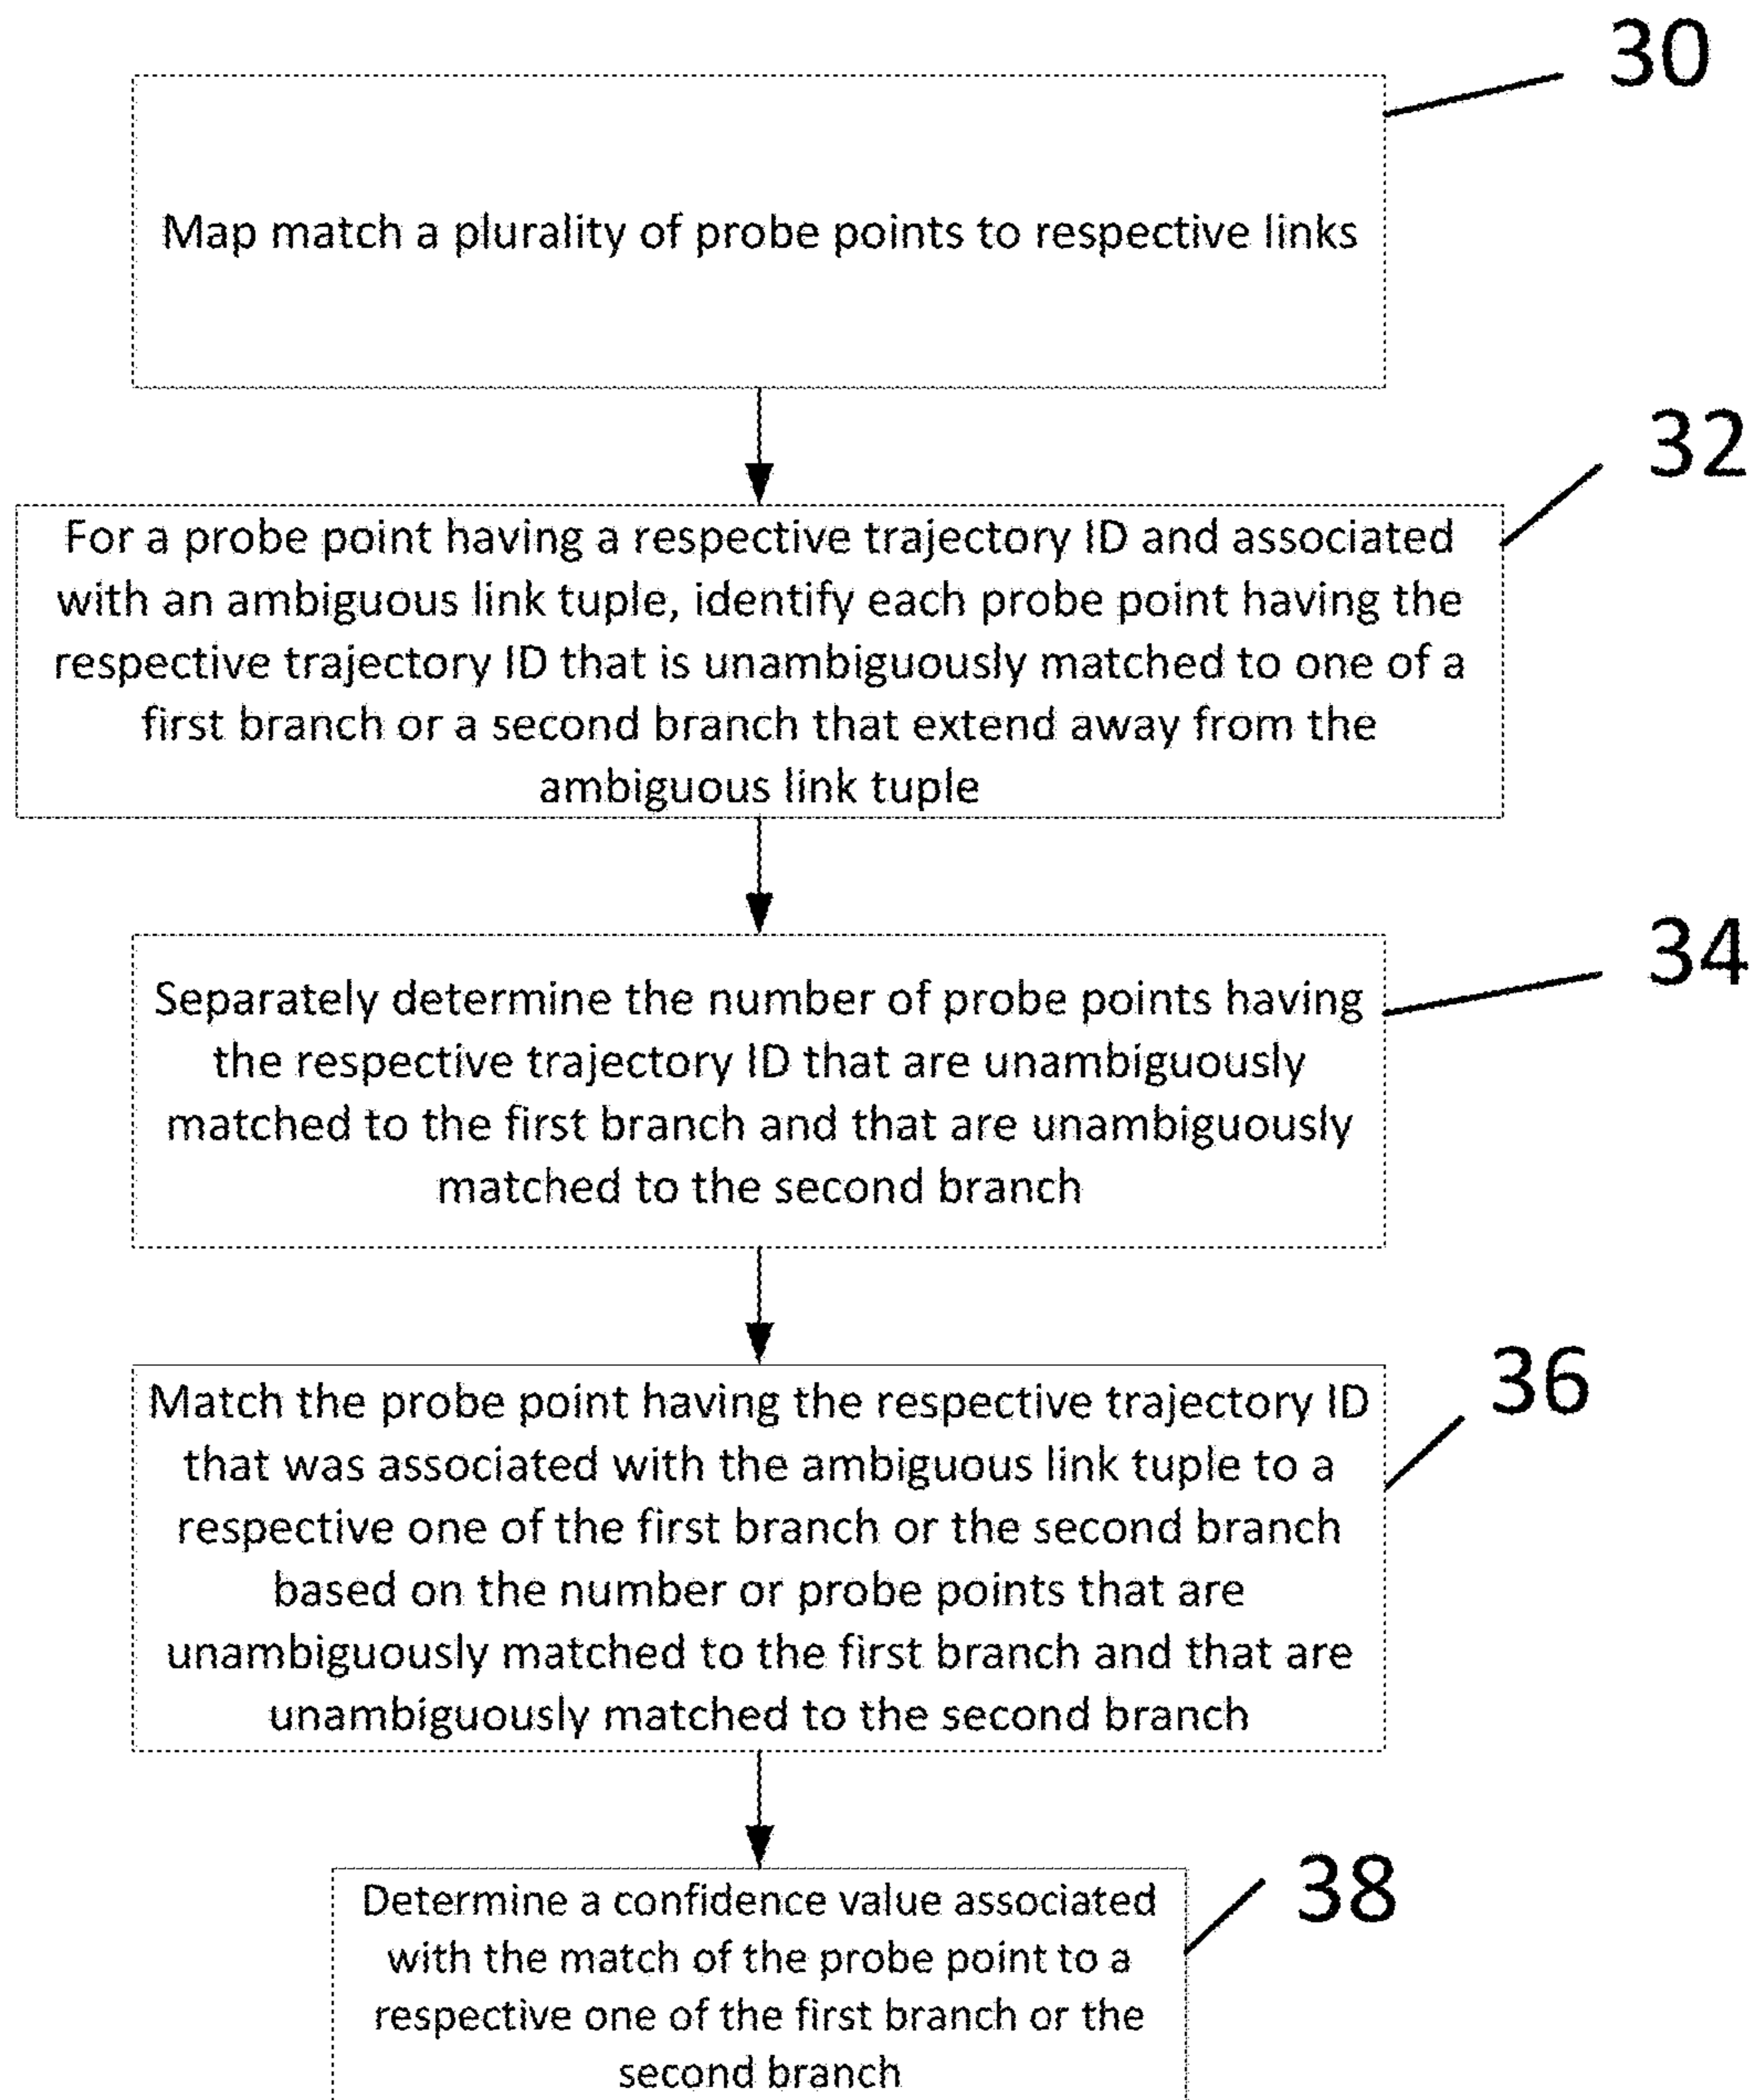 30
Map match a plurality of probe points to respective links
32
For a probe point having a respective trajectory ID and associated
with an ambiguous link tuple, identify each probe point having the
respective trajectory ID that is unambiguously matched to one of a
first branch or a second branch that extend away from the
ambiguous link tuple
34
Separately determine the number of probe points having
the respective trajectory ID that are unambiguously
matched to the first branch and that are unambiguously
matched to the second branch
36
Match the probe point having the respective trajectory ID
that was associated with the ambiguous link tuple to a
respective one of the first branch or the second branch
based on the number or probe points that are
unambiguously matched to the first branch and that are
unambiguously matched to the second branch
38
Determine a confidence value associated
with the match of the probe point to a
respective one of the first branch or the
second branch